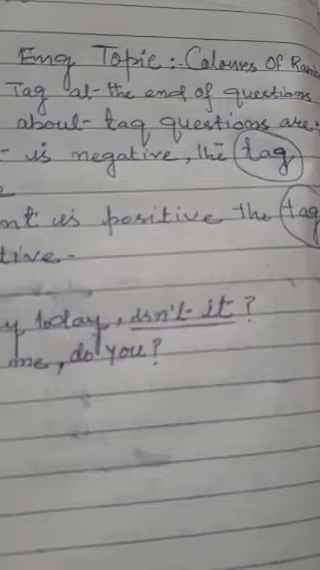 Eng Topic:- Colours Of
Tag at the end of questions
about tag questions are:
is negative, the tag
e
nt is positive the tag
tive.
y today, isn't it?
me, do you?